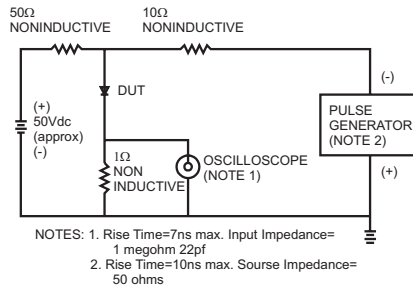 50Ω
NONINDUCTIVE
10Ω
NONINDUCTIVE
(+)
50Vdc
(approx)
(-)
DUT
1Ω
NON
INDUCTIVE
OSCILLOSCOPE
(NOTE 1)
(-)
PULSE
GENERATOR
(NOTE 2)
(+)
NOTES: 1. Rise Time=7ns max. Input Impedance=
1 megohm 22pf
2. Rise Time=10ns max. Sourse Impedance=
50 ohms